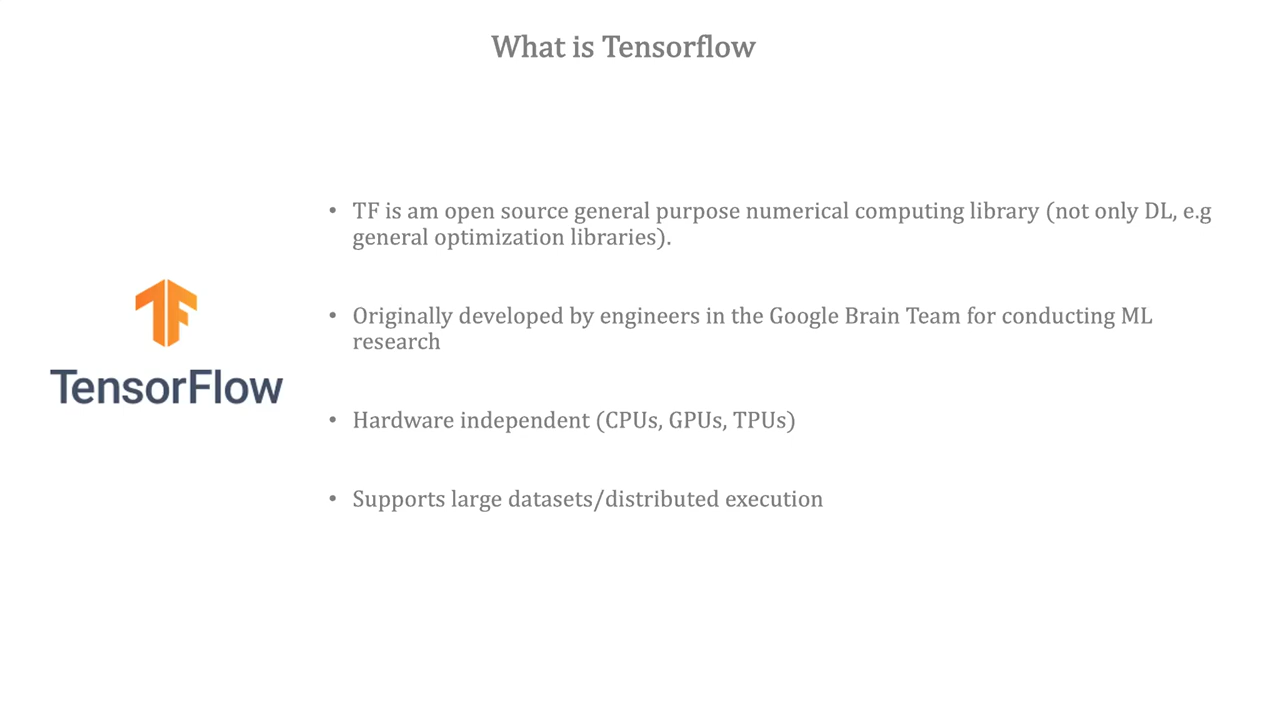 What is Tensorflow
• TF is am open source general purpose numerical computing library (not only DL, e.g
general optimization libraries).
• Originally developed by engineers in the Google Brain Team for conducting ML
research
TF
TensorFlow
• Hardware independent (CPUs, GPUs, TPUs)
• Supports large datasets/distributed execution